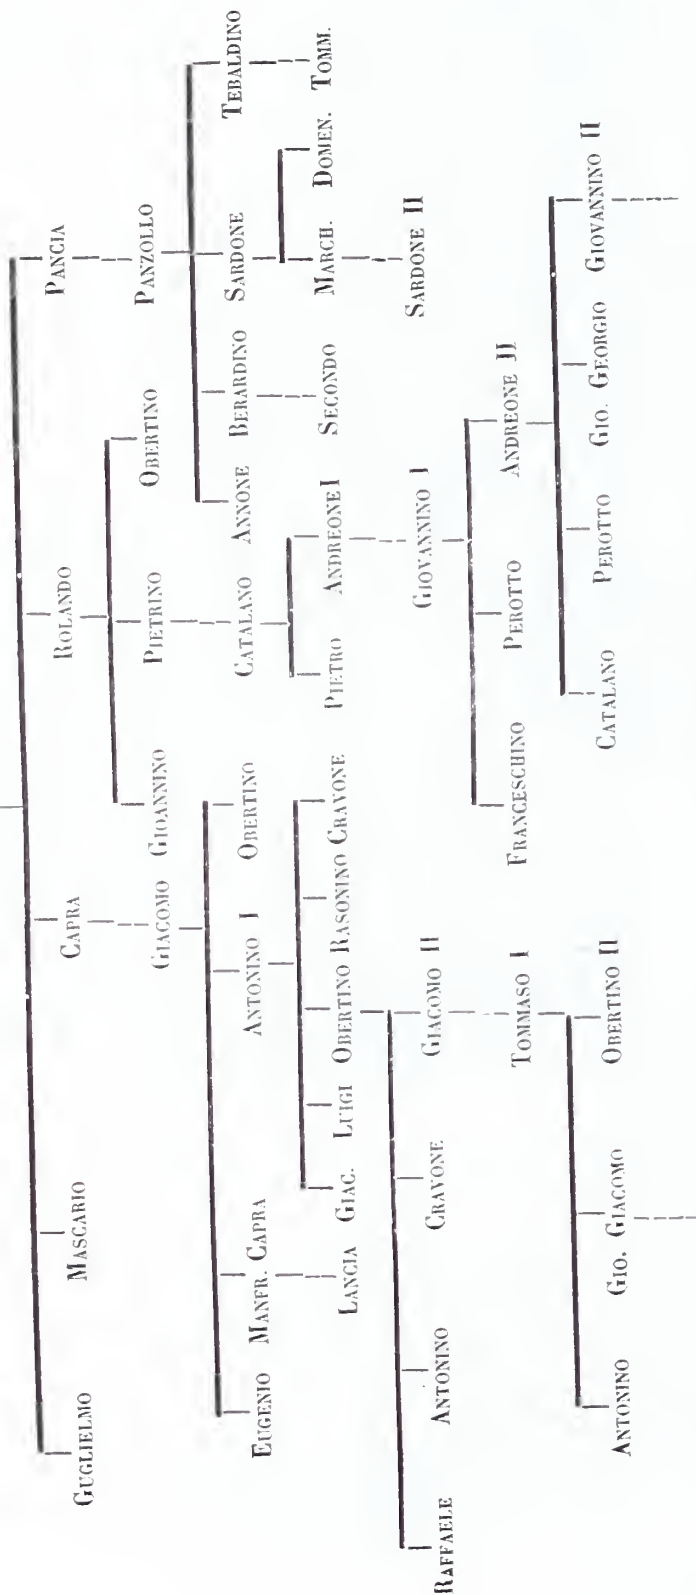 GUGLIELMO MASCARIO CAPRA ROLANDO PANCIA
GIACOMO GIOANNINO PIETRINO OBERTINO PANZOLLO
EUGENIO MANFR. CAPRA ANTONINO I OBERTINO CATALANO ANNONE BERARDINO SARDONE TEBALDINO
LANCIA GIAC. LUIGI OBERTINO RASONINO CRAVONE PIETRO ANDREONE I SECONDO MARCH. DOMEN. TOMM.
RAFFAELE ANTONINO CRAVONE GIACOMO II GIOVANNINO I SARDONE II
TOMMASO I FRANCESCHINO PEROTTO ANDREONE II
ANTONINO GIO. GIACOMO OBERTINO II CATALANO PEROTTO GIO. GEORGIO GIOVANNINO II